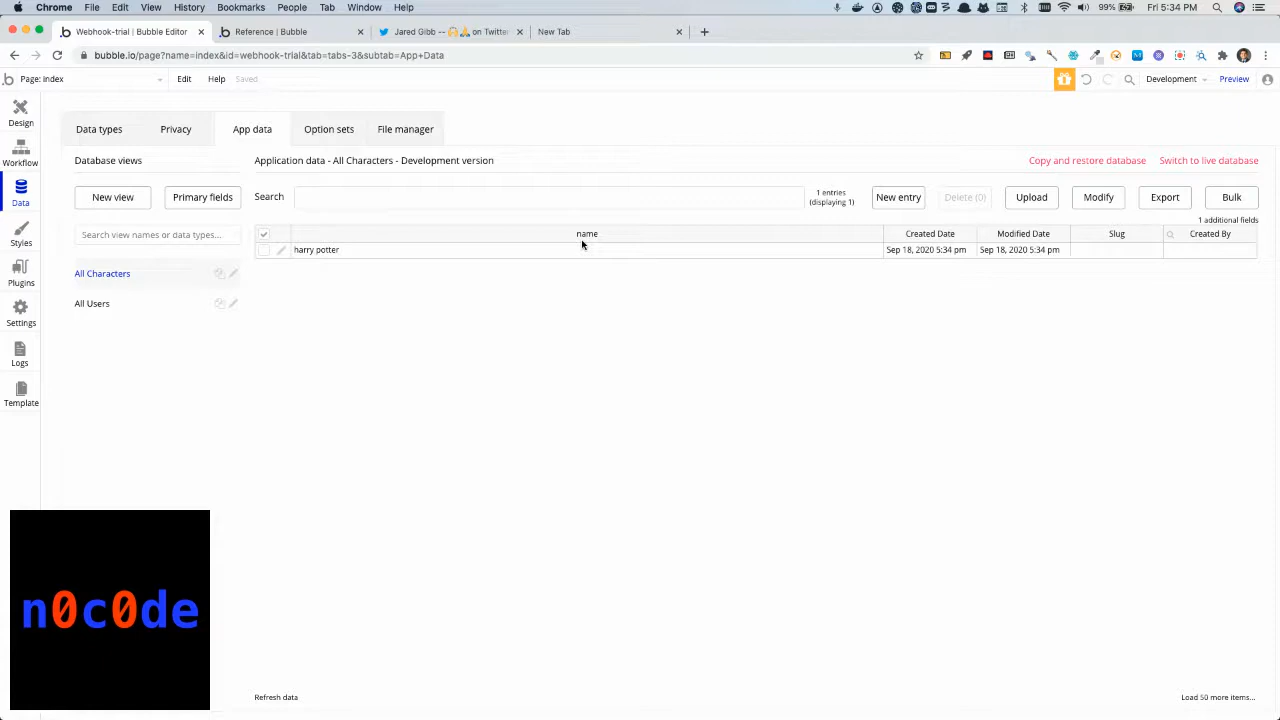 Chrome File Edit View History Bookmarks People Tab Window Help 99% Fri 5:34 PM
Webhook-trial | Bubble Editor Reference | Bubble Jared Gibb -- 🙌🙏 on Twitter New Tab
bubble.io/page?name=index&id=webhook-trial&tab=tabs-3&subtab=App+Data
Page: index Edit Help Saved Development Preview
Design
Workflow
Data
Styles
Plugins
Settings
Logs
Template
Data types Privacy App data Option sets File manager
Database views
New view Primary fields
Search view names or data types...
All Characters
All Users
Application data - All Characters - Development version Copy and restore database Switch to live database
Search 1 entries (displaying 1) New entry Delete (0) Upload Modify Export Bulk
1 additional fields
name Created Date Modified Date Slug Created By
harry potter Sep 18, 2020 5:34 pm Sep 18, 2020 5:34 pm
n0c0de
Refresh data Load 50 more items...